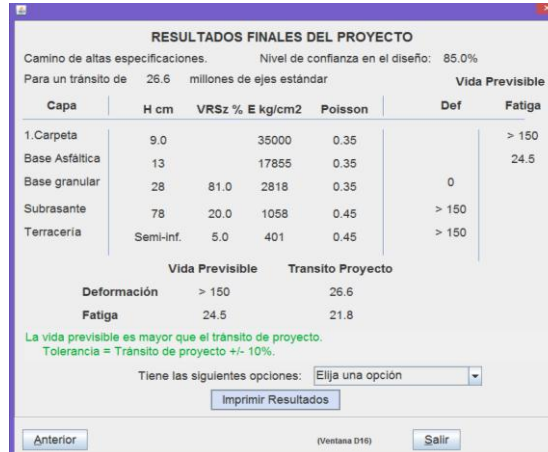 RESULTADOS FINALES DEL PROYECTO
Camino de altas especificaciones. Nivel de confianza en el diseño: 85.0%
Para un tránsito de 26.6 millones de ejes estándar Vida Previsible
Capa H cm VRSz % E kg/cm2 Poisson Def Fatiga
1.Carpeta 9.0 35000 0.35 > 150
Base Asfáltica 13 17855 0.35 24.5
Base granular 28 81.0 2818 0.35 0
Subrasante 78 20.0 1058 0.45 > 150
Terracería Semi-Inf. 5.0 401 0.45 > 150
Vida Previsible Transito Proyecto
Deformación > 150 26.6
Fatiga 24.5 21.8
La vida previsible es mayor que el tránsito de proyecto.
Tolerancia = Tránsito de proyecto +/- 10%.
Tiene las siguientes opciones: Elija una opción
Imprimir Resultados
Anterior (Ventana D16) Salir